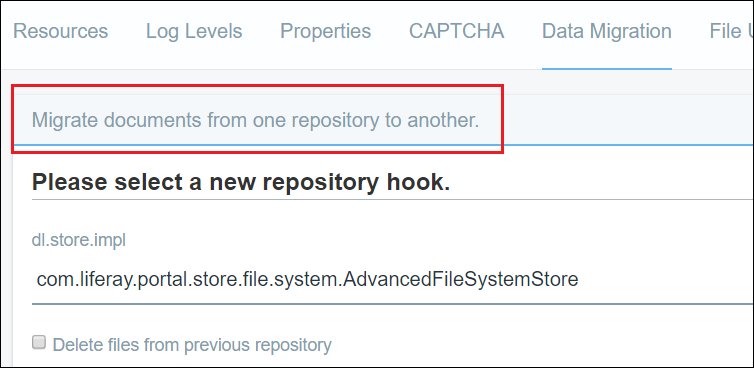 Resources Log Levels Properties CAPTCHA Data Migration File
Migrate documents from one repository to another.
Please select a new repository hook.
dl.store.impl
com.liferay.portal.store.file.system.AdvancedFileSystemStore
Delete files from previous repository